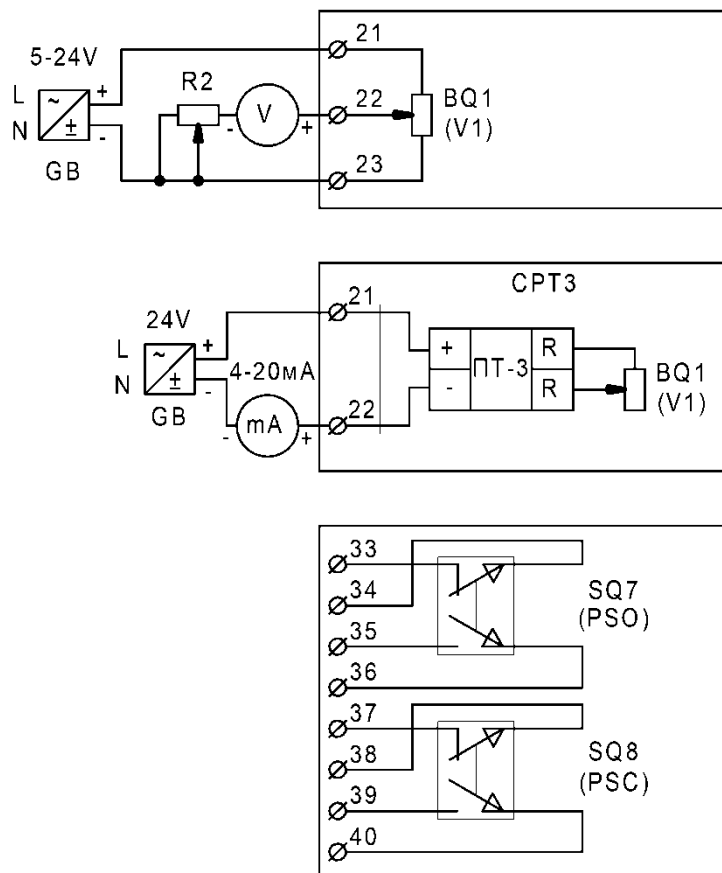 21
5-24V
R2
L
+
22
BQ1
(V1)
N
-
~
±
-
V
+
GB
23
CPT3
21
24V
L
+
~
±
4-20мА
+
ПТ-3
R
-
R
BQ1
(V1)
N
-
GB
22
-
mA
+
33
34
SQ7
(PSO)
35
36
37
38
SQ8
(PSC)
39
40